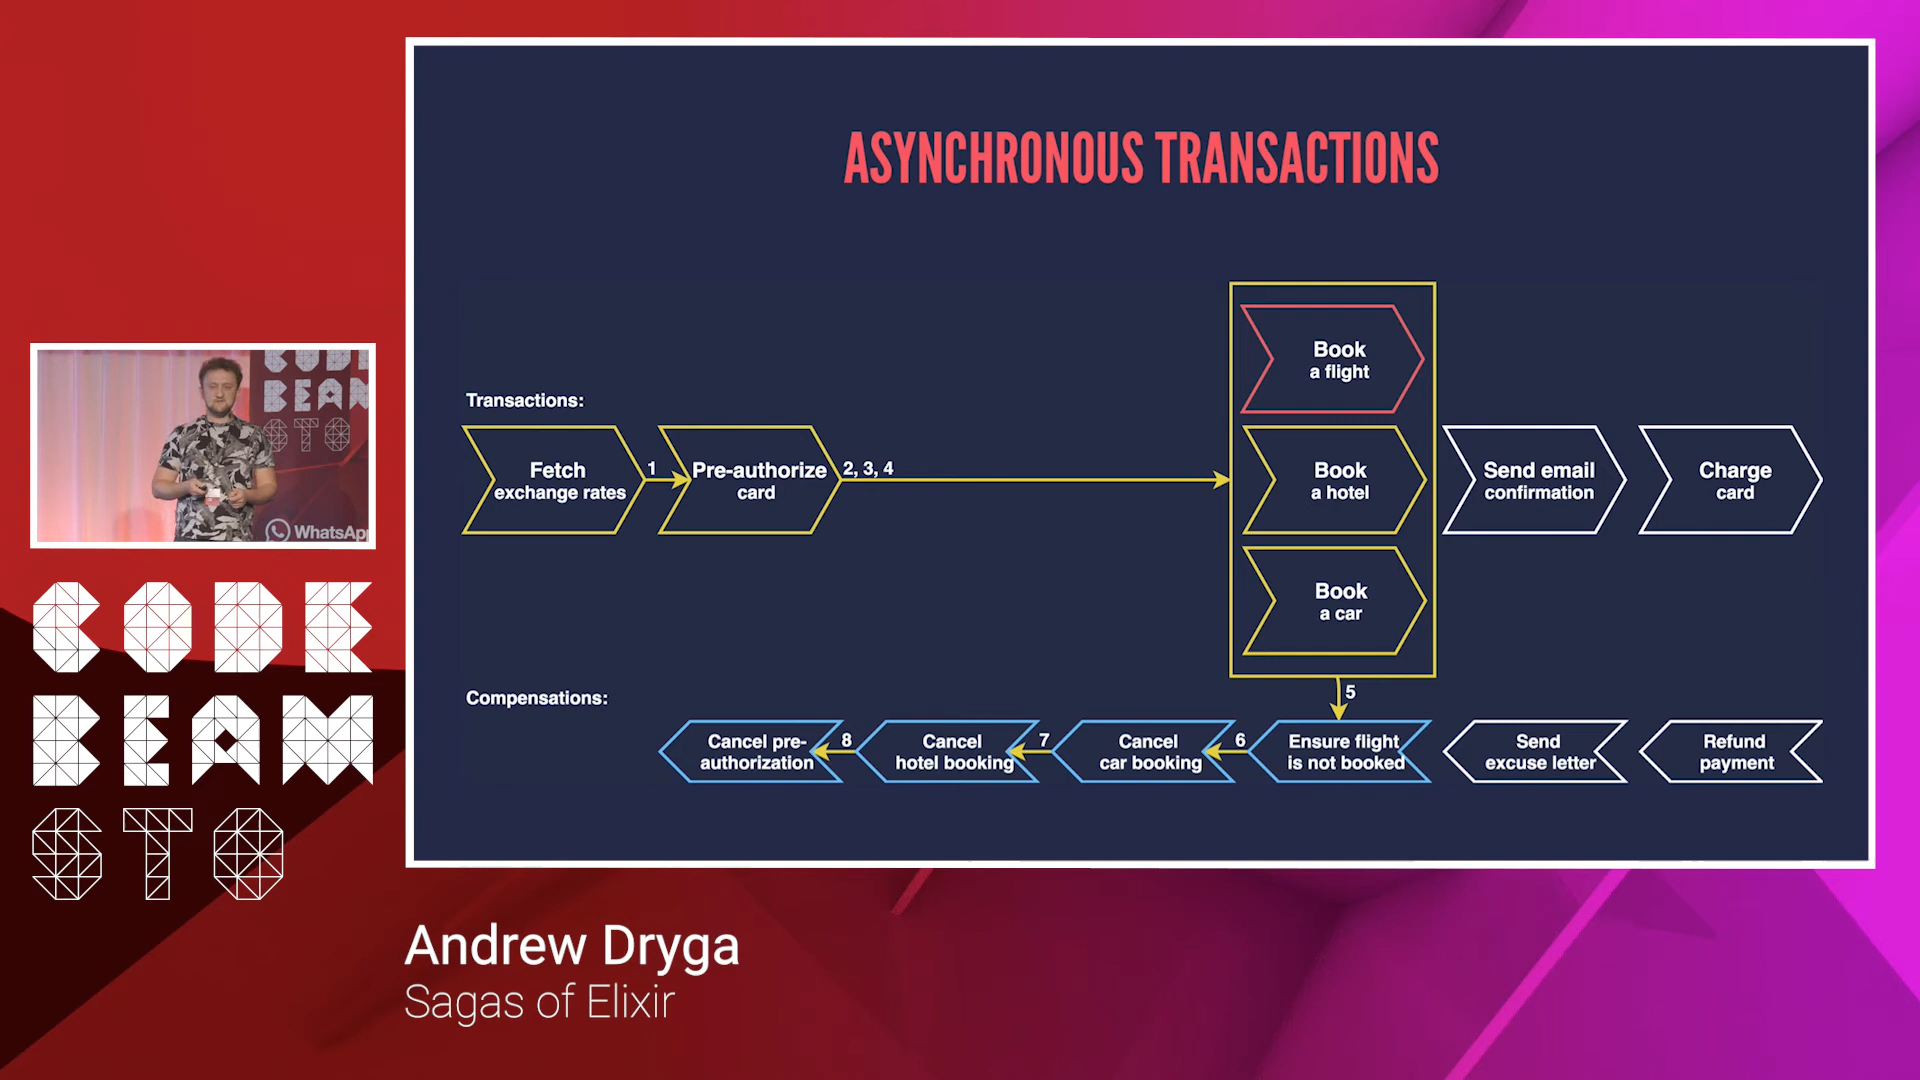 ASYNCHRONOUS TRANSACTIONS
Transactions:
Fetch
exchange rates
1
Pre-authorize
card
2, 3, 4
Book
a flight
Book
a hotel
Book
a car
Send email
confirmation
Charge
card
5
Compensations:
Cancel pre-
authorization
8
Cancel
hotel booking
7
Cancel
car booking
6
Ensure flight
is not booked
Send
excuse letter
Refund
payment
CODE
BEAM
STO
WhatsApp
CODE
BEAM
STO
Andrew Dryga
Sagas of Elixir